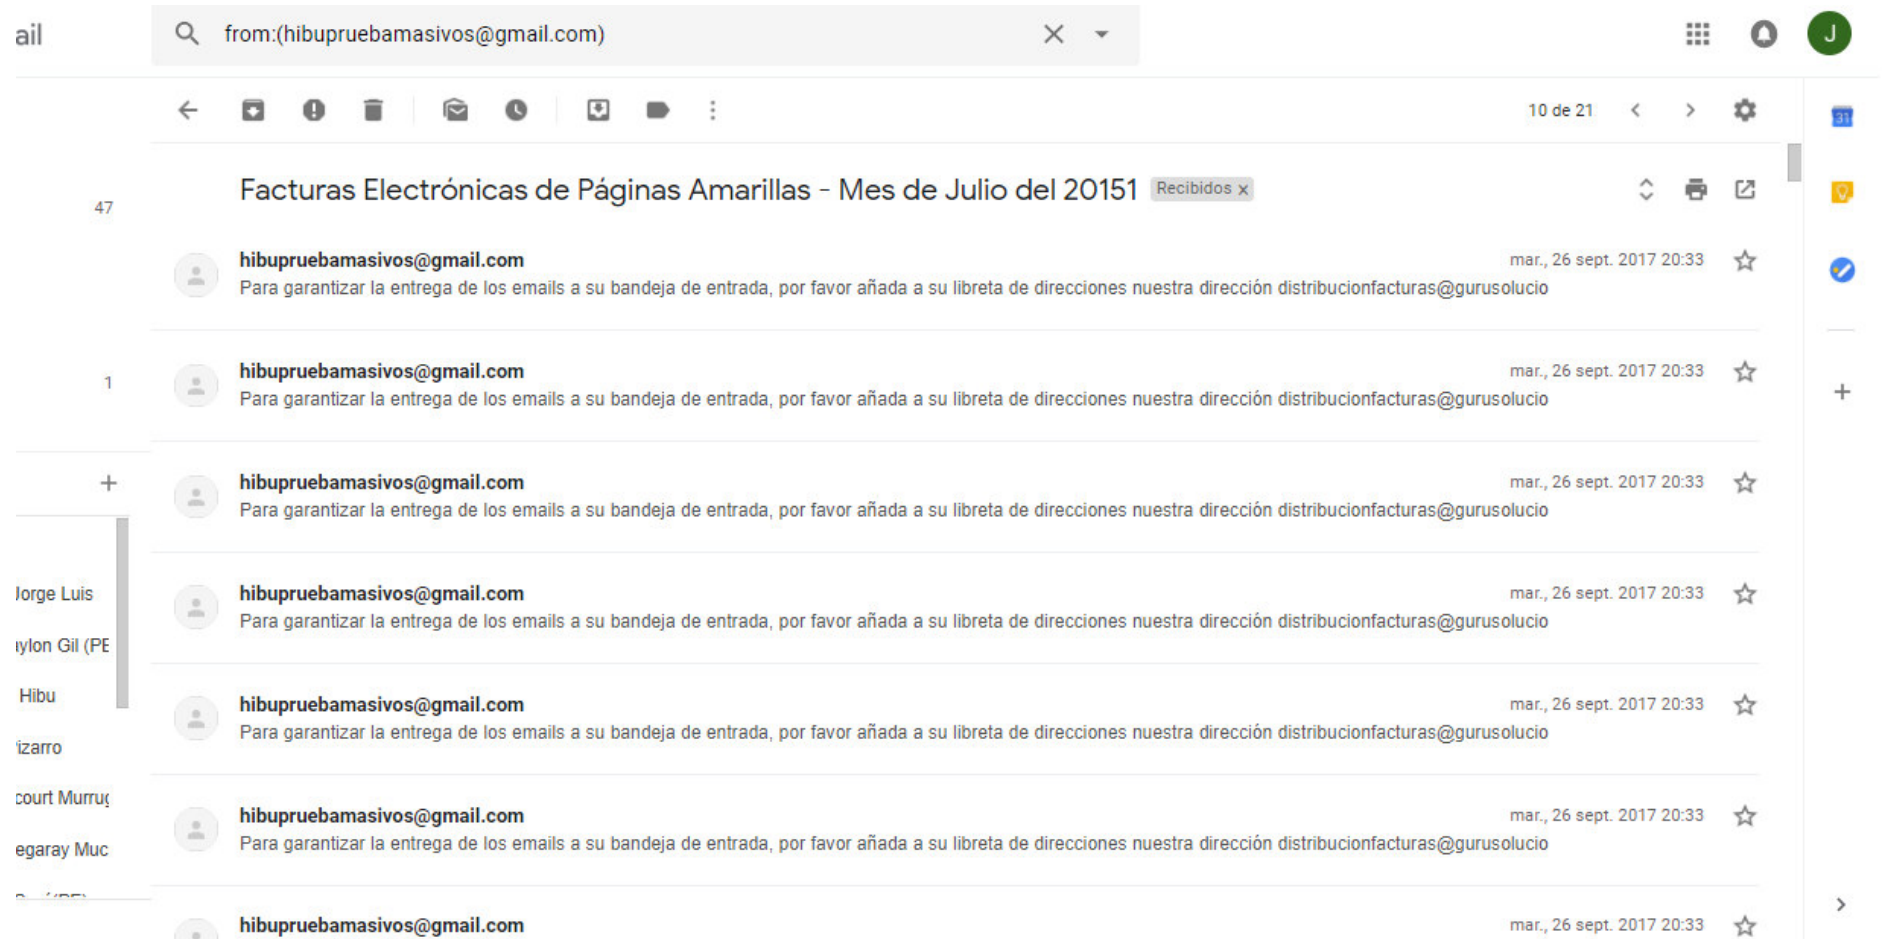 ail
from:(hibupruebamasivos@gmail.com)
J
10 de 21
31
Facturas Electrónicas de Páginas Amarillas - Mes de Julio del 20151 Recibidos x
47
hibupruebamasivos@gmail.com mar., 26 sept. 2017 20:33
Para garantizar la entrega de los emails a su bandeja de entrada, por favor añada a su libreta de direcciones nuestra dirección distribucionfacturas@gurusolucio
hibupruebamasivos@gmail.com mar., 26 sept. 2017 20:33
Para garantizar la entrega de los emails a su bandeja de entrada, por favor añada a su libreta de direcciones nuestra dirección distribucionfacturas@gurusolucio
1
hibupruebamasivos@gmail.com mar., 26 sept. 2017 20:33
Para garantizar la entrega de los emails a su bandeja de entrada, por favor añada a su libreta de direcciones nuestra dirección distribucionfacturas@gurusolucio
hibupruebamasivos@gmail.com mar., 26 sept. 2017 20:33
Para garantizar la entrega de los emails a su bandeja de entrada, por favor añada a su libreta de direcciones nuestra dirección distribucionfacturas@gurusolucio
Jorge Luis
aylon Gil (PE
Hibu
izarro
court Murrug
egaray Muc
hibupruebamasivos@gmail.com mar., 26 sept. 2017 20:33
Para garantizar la entrega de los emails a su bandeja de entrada, por favor añada a su libreta de direcciones nuestra dirección distribucionfacturas@gurusolucio
hibupruebamasivos@gmail.com mar., 26 sept. 2017 20:33
Para garantizar la entrega de los emails a su bandeja de entrada, por favor añada a su libreta de direcciones nuestra dirección distribucionfacturas@gurusolucio
hibupruebamasivos@gmail.com mar., 26 sept. 2017 20:33